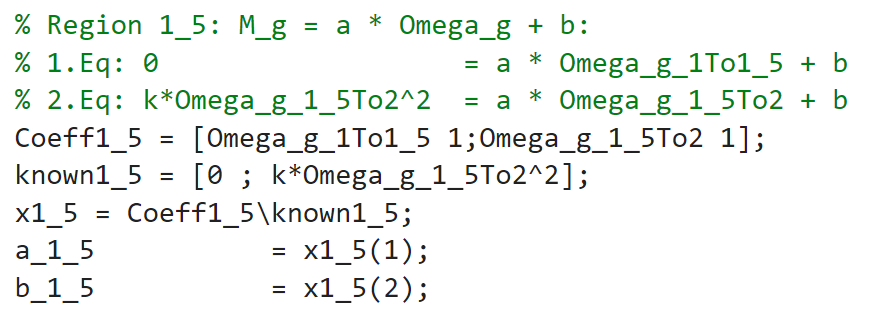 % Region 1_5: M_g = a * Omega_g + b:
% 1.Eq: 0                   = a * Omega_g_1To1_5 + b
% 2.Eq: k*Omega_g_1_5To2^2  = a * Omega_g_1_5To2 + b
Coeff1_5 = [Omega_g_1To1_5 1;Omega_g_1_5To2 1];
known1_5 = [0 ; k*Omega_g_1_5To2^2];
x1_5 = Coeff1_5\known1_5;
a_1_5           = x1_5(1);
b_1_5           = x1_5(2);